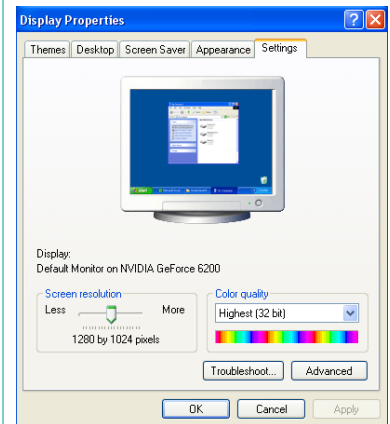 Display Properties
Themes Desktop Screen Saver Appearance Settings
Display:
Default Monitor on NVIDIA GeForce 6200
Screen resolution
Less More
1280 by 1024 pixels
Color quality
Highest (32 bit)
Troubleshoot... Advanced
OK Cancel Apply